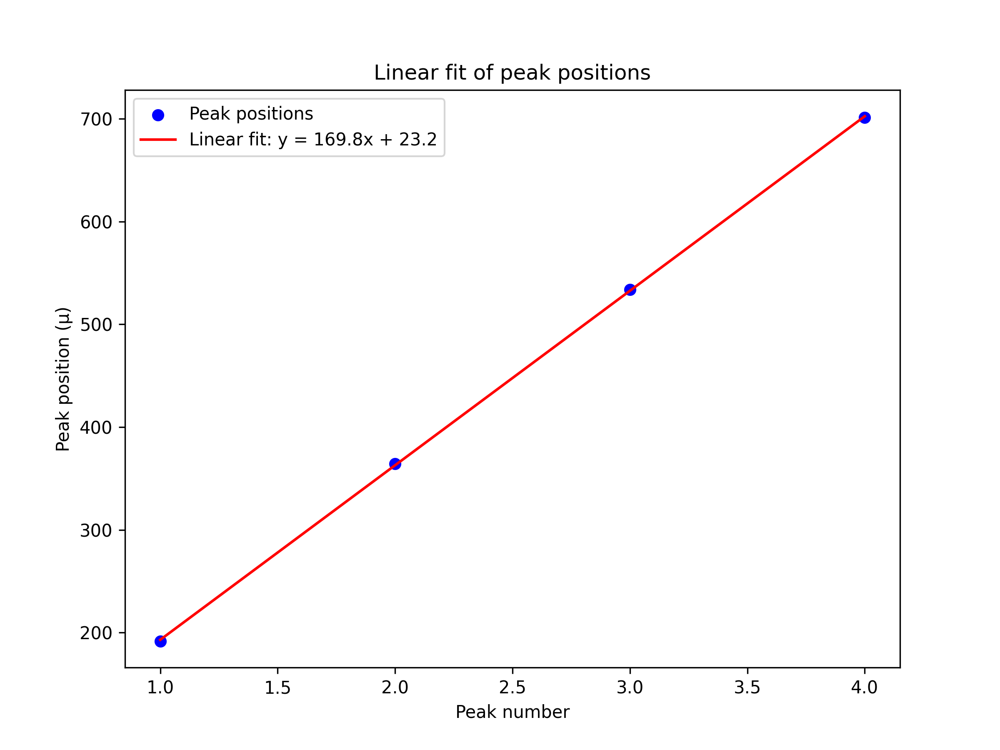 Linear fit of peak positions
Peak positions
Linear fit: y = 169.8x + 23.2
700
600
500
400
300
200
Peak position (µ)
1.0 1.5 2.0 2.5 3.0 3.5 4.0
Peak number